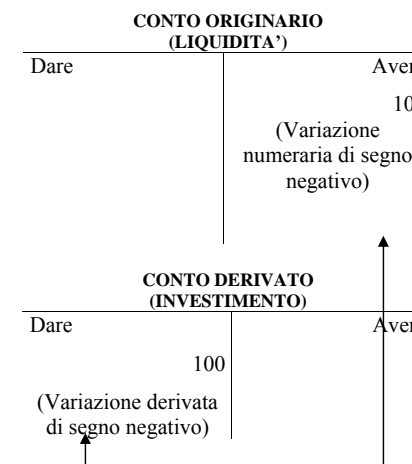 CONTO ORIGINARIO
(LIQUIDITA’)
Dare
(Variazione
numeraria di segno
negativo)
CONTO DERIVATO
(INVESTIMENTO)
Dare
100
(Variazione derivata
di segno negativo)